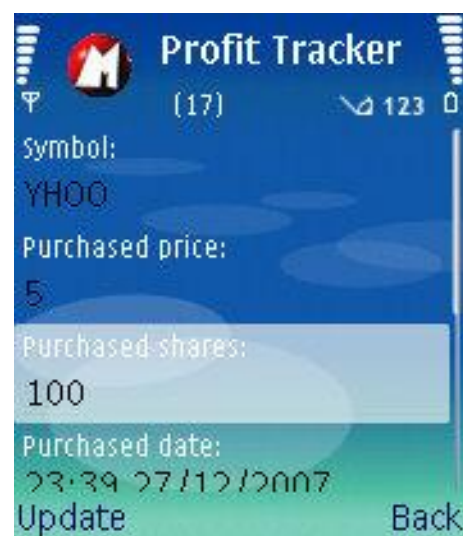 Profit Tracker
(17)
123
Symbol:
YHOO
Purchased price:
5
Purchased shares:
100
Purchased date:
23:39 27/12/2007
Update
Back